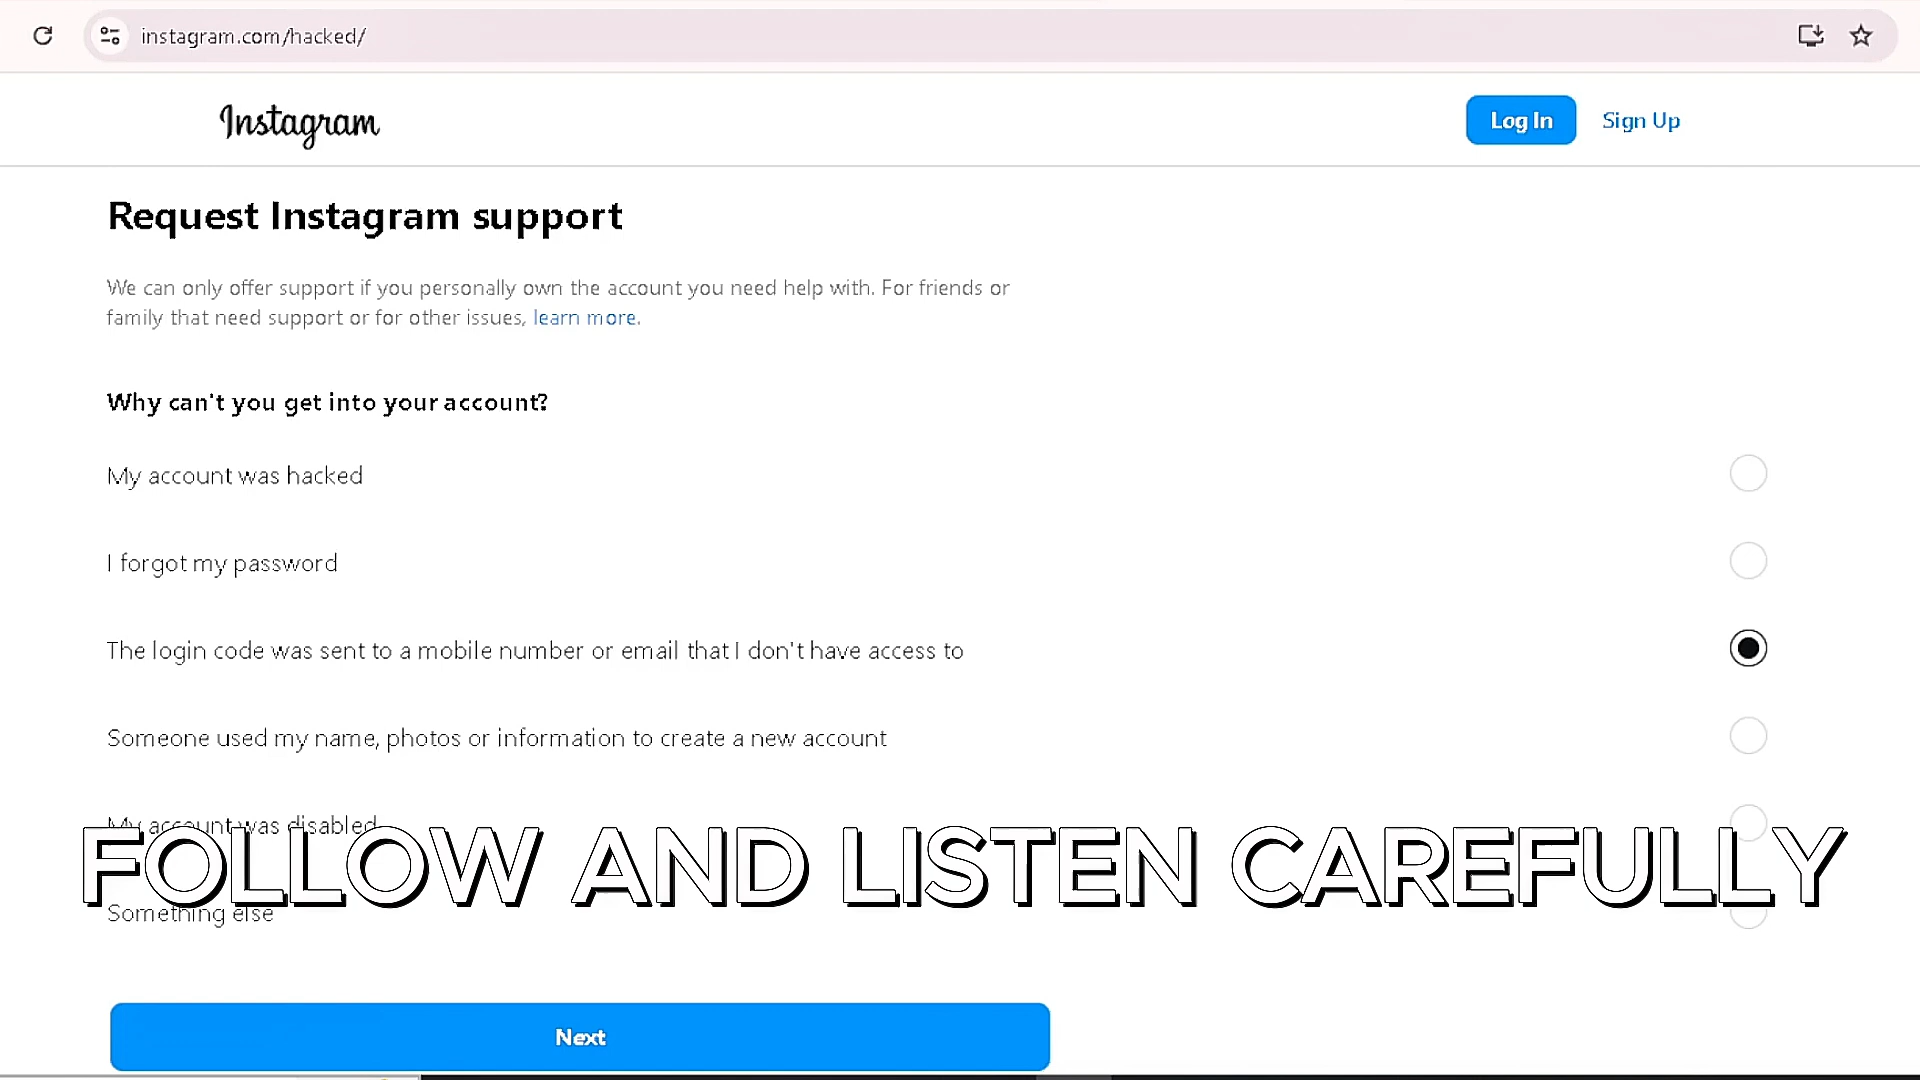 instagram.com/hacked/
Instagram
Log In
Sign Up
Request Instagram support
We can only offer support if you personally own the account you need help with. For friends or
family that need support or for other issues, learn more.
Why can't you get into your account?
My account was hacked
I forgot my password
The login code was sent to a mobile number or email that I don't have access to
Someone used my name, photos or information to create a new account
My account was disabled
FOLLOW AND LISTEN CAREFULLY
Something else
Next